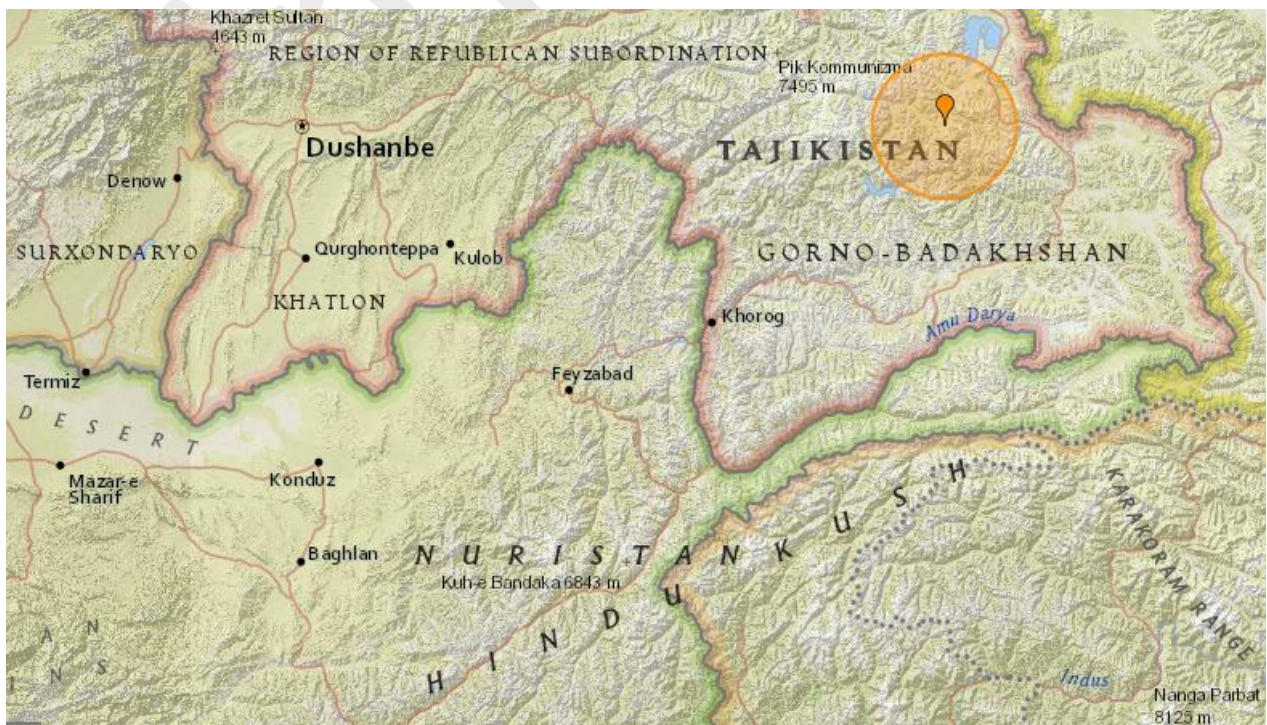 Khazret Sultan
4643 m
REGION OF REPUBLICAN SUBORDINATION
Pik Kommunizma
7495 m
Dushanbe
TAJIKISTAN
Denow
SURXONDARYO
Qurghonteppa
Kulob
GORNO-BADAKHSHAN
KHATLON
Khorog
Amu Darya
Termiz
Feyzabad
DESERT
Mazar-e
Sharif
Konduz
Baghlan
NURISTAN
Kuh-e Bandaka 6843 m
HINDU KUSH
KARAKORAM RANGE
A N
N S
Indus
Nanga Parbat
8125 m